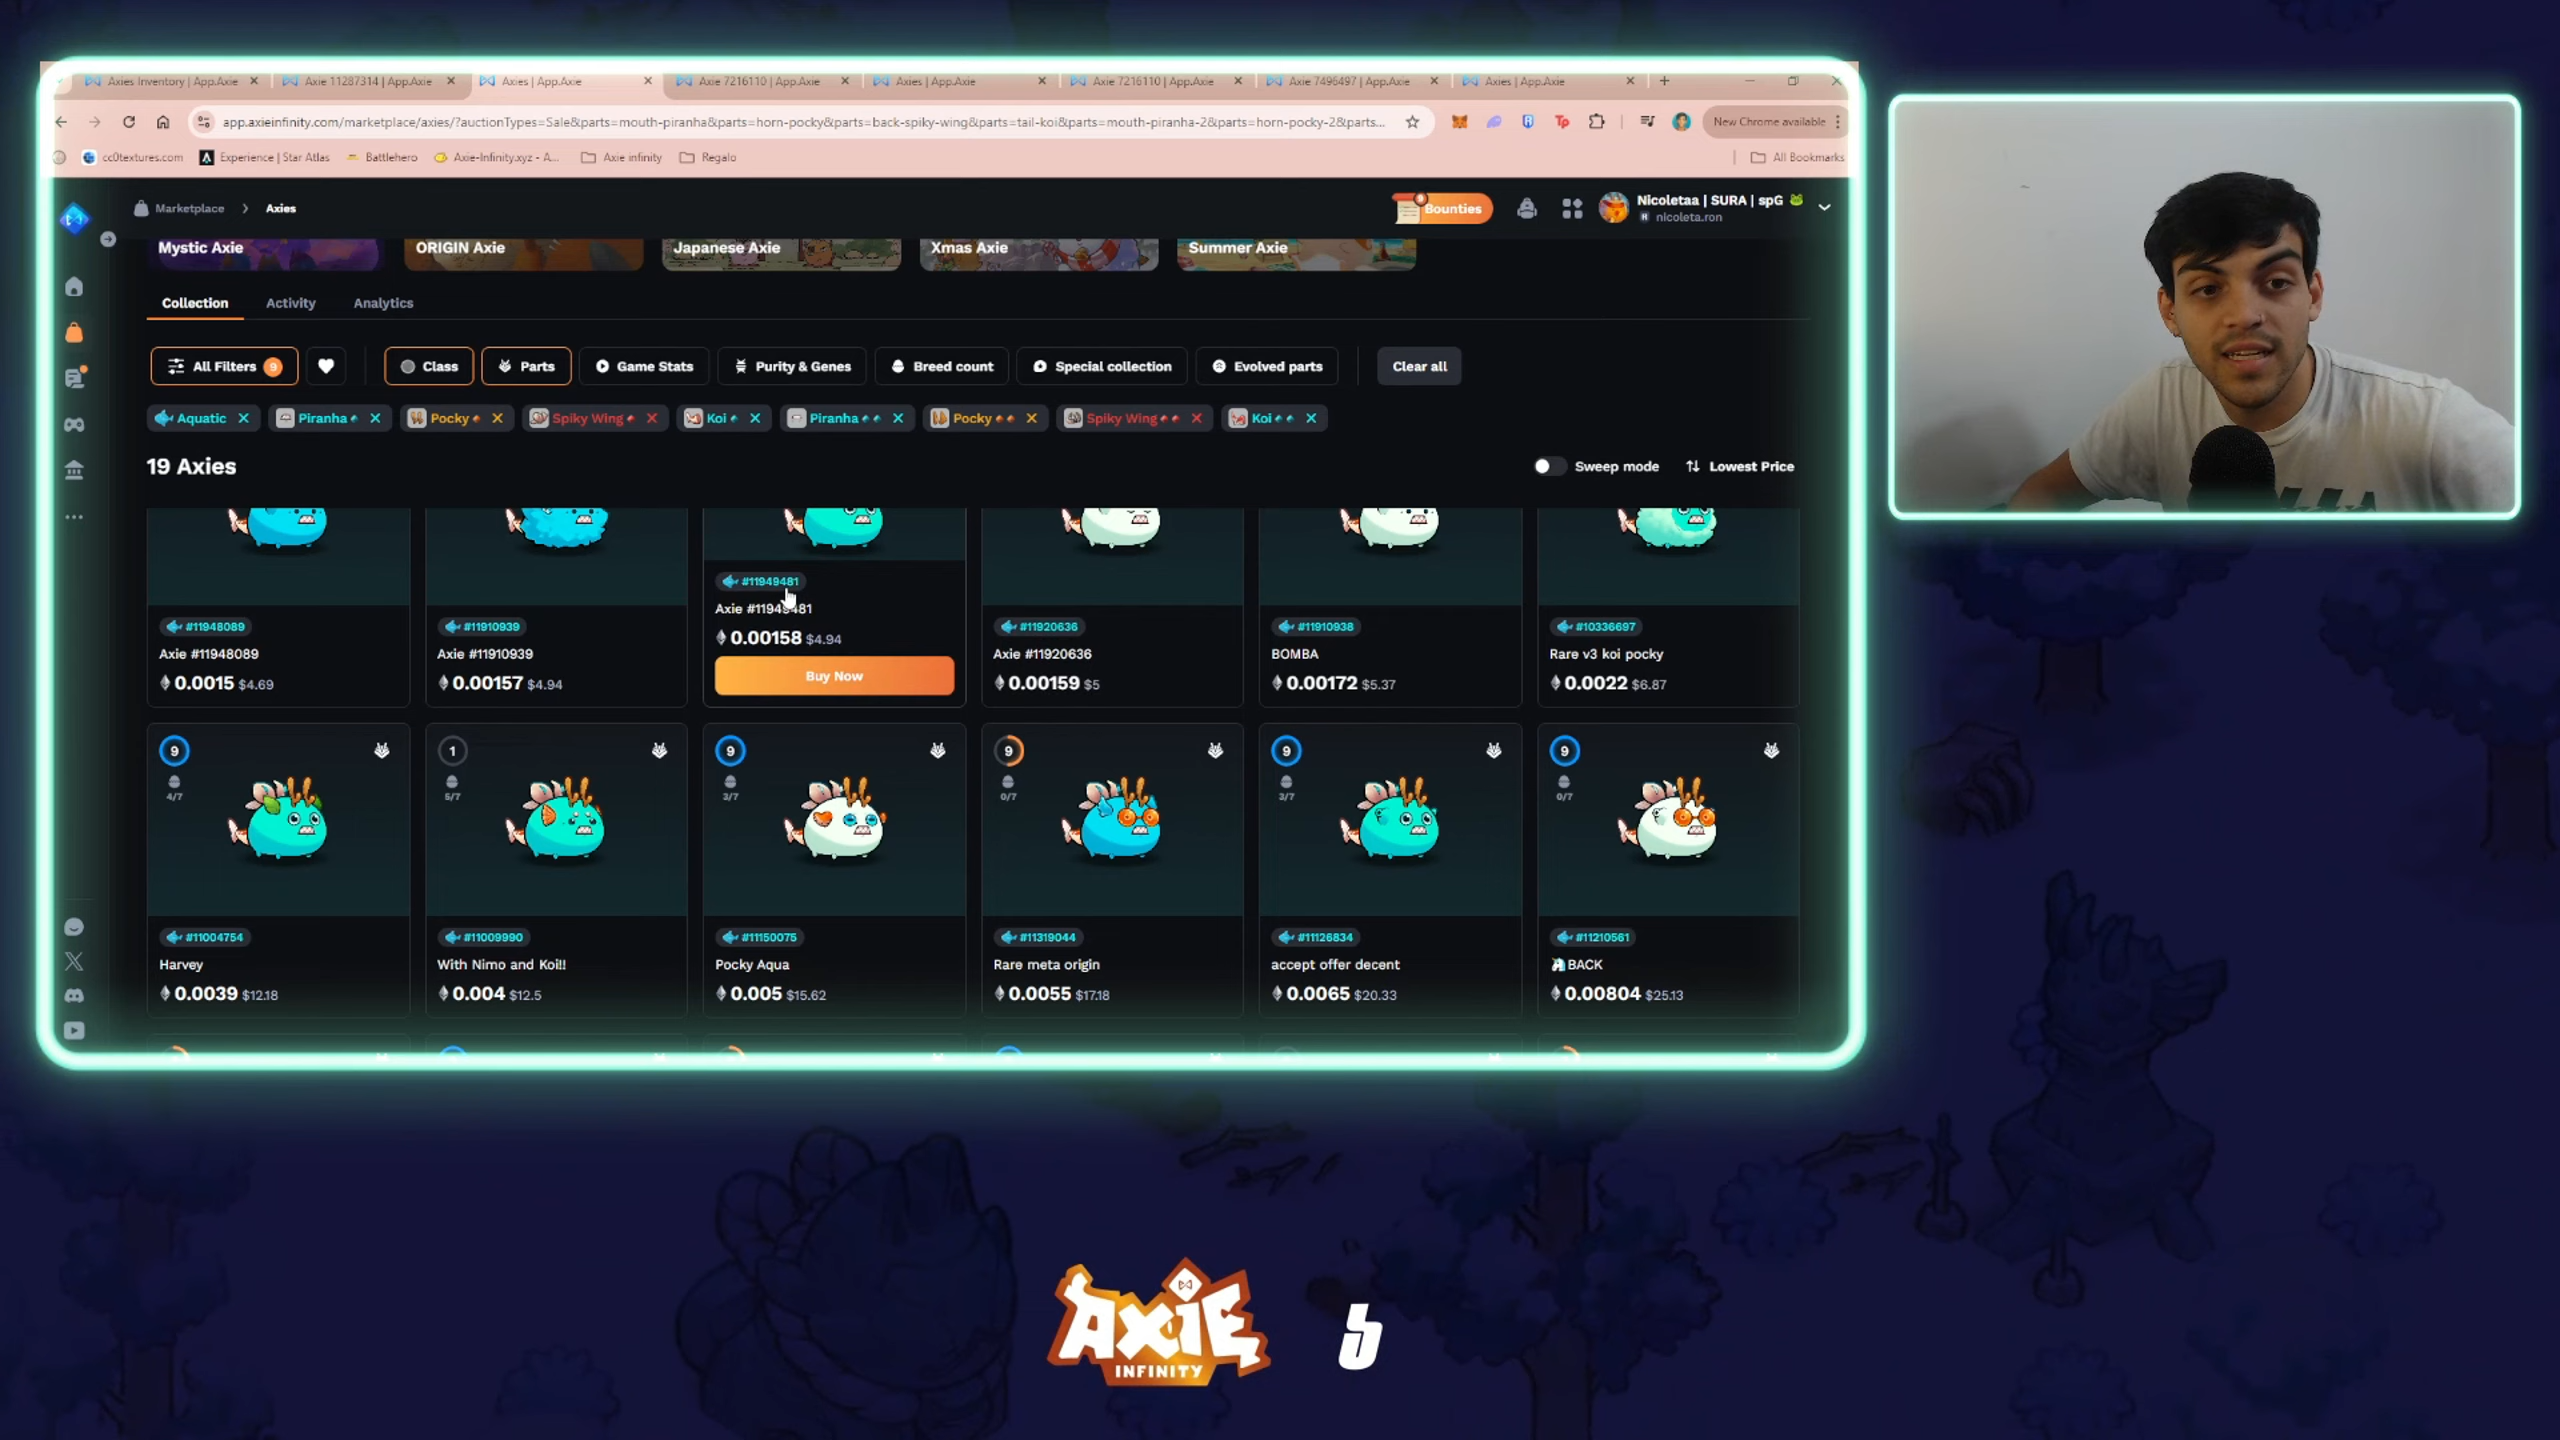 Axies Inventory | App.Axie
Axie 11287314 | App.Axie
Axies | App.Axie
Axie 7216110 | App.Axie
Axies | App.Axie
Axie 7216110 | App.Axie
Axie 7496497 | App.Axie
Axies | App.Axie
app.axieinfinity.com/marketplace/axies/?auctionTypes=Sale&parts=mouth-piranha&parts=horn-pocky&parts=back-spiky-wing&parts=tail-koi&parts=mouth-piranha-2&parts=horn-pocky-2&parts...
New Chrome available
cc0textures.com
Experience | Star Atlas
Battlehero
Axie-Infinity.xyz - A...
Axie infinity
Regalo
All Bookmarks
Marketplace > Axies
Bounties
Nicoletaa | SURA | spG
nicoleta.ron
Mystic Axie
ORIGIN Axie
Japanese Axie
Xmas Axie
Summer Axie
Collection
Activity
Analytics
All Filters 9
Class
Parts
Game Stats
Purity & Genes
Breed count
Special collection
Evolved parts
Clear all
Aquatic
Piranha
Pocky
Spiky Wing
Koi
Piranha
Pocky
Spiky Wing
Koi
19 Axies
Sweep mode
Lowest Price
#11948089
Axie #11948089
0.0015 $4.69
#11910939
Axie #11910939
0.00157 $4.94
#11949481
Axie #11949481
0.00158 $4.94
Buy Now
#11920636
Axie #11920636
0.00159 $5
#11910938
BOMBA
0.00172 $5.37
#10336697
Rare v3 koi pocky
0.0022 $6.87
9
4/7
#11004754
Harvey
0.0039 $12.18
1
5/7
#11009990
With Nimo and Koi!!
0.004 $12.5
9
3/7
#11150075
Pocky Aqua
0.005 $15.62
9
0/7
#11319044
Rare meta origin
0.0055 $17.18
9
3/7
#11126834
accept offer decent
0.0065 $20.33
9
0/7
#11210561
BACK
0.00804 $25.13
AXIE
INFINITY